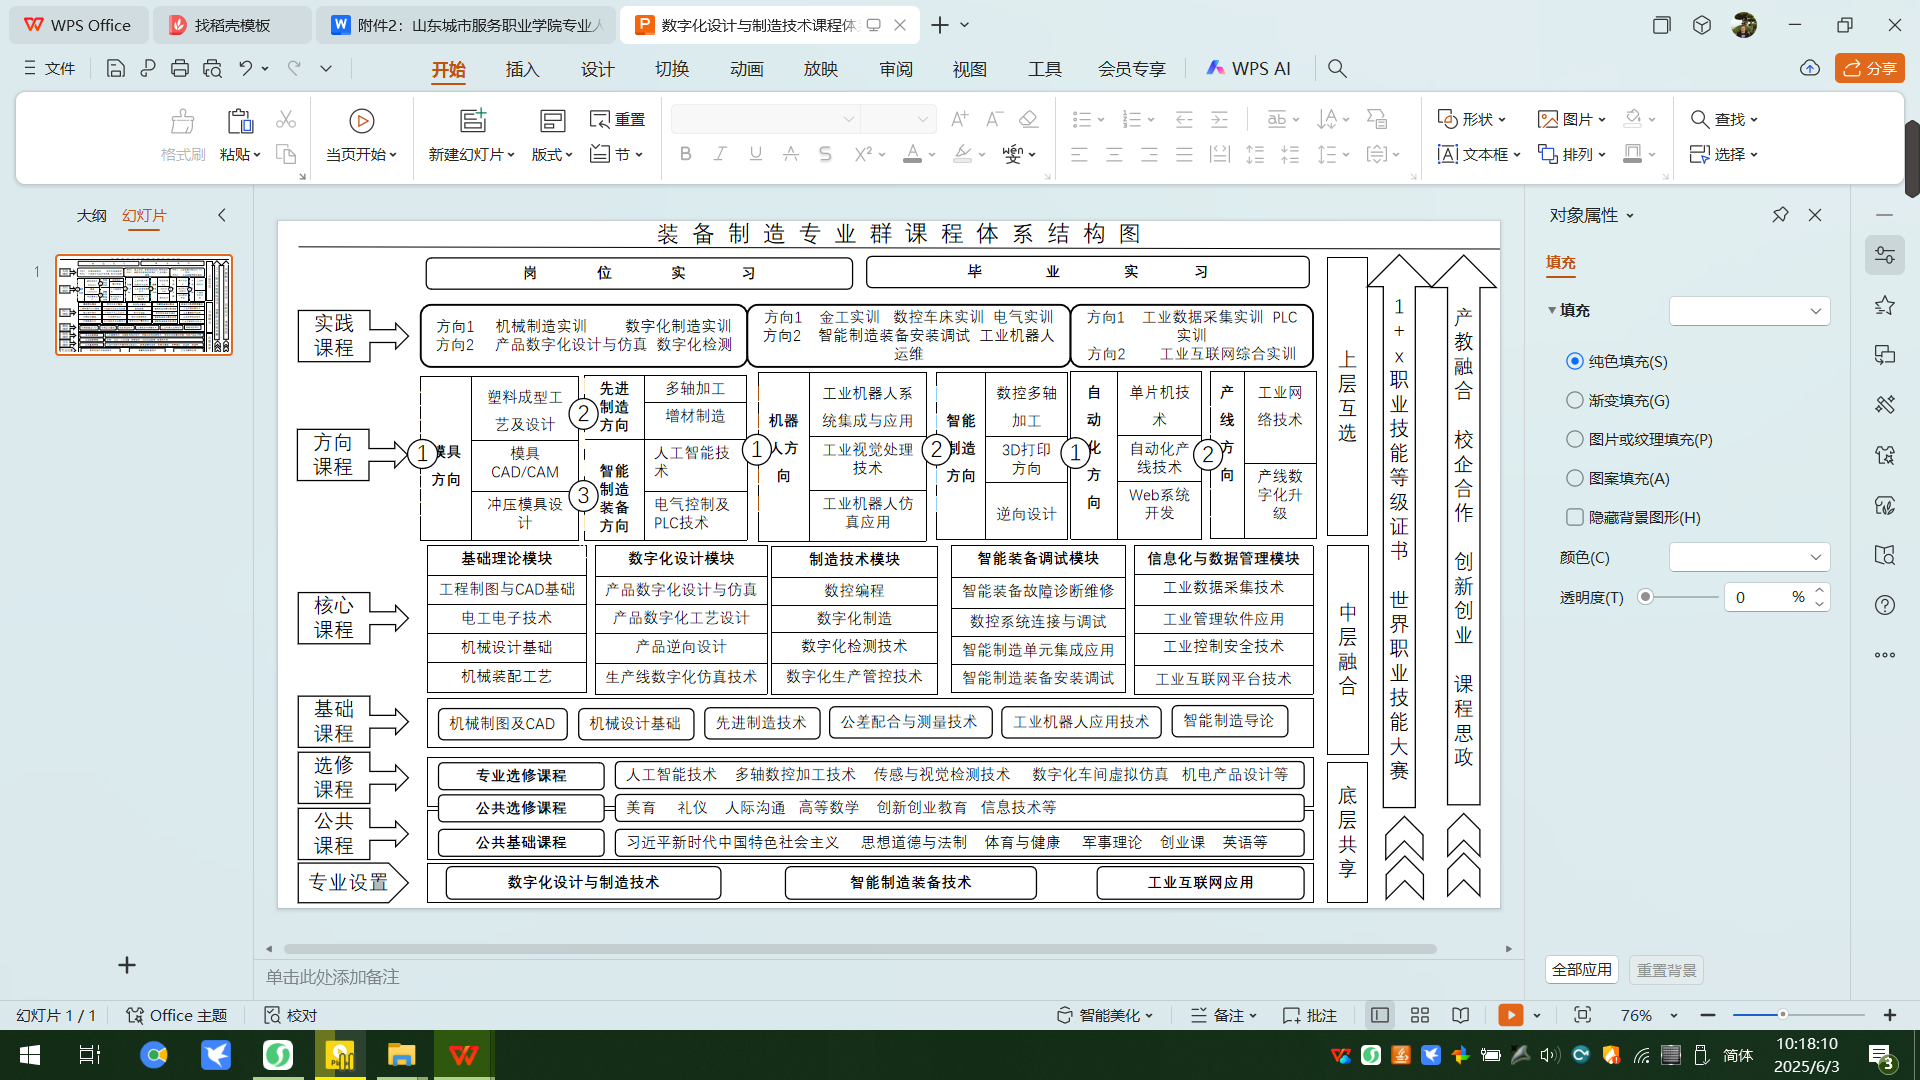 WPS Office
找稻壳模板
附件2：山东城市服务职业学院专业人
数字化设计与制造技术课程体
文件
开始
插入
设计
切换
动画
放映
审阅
视图
工具
会员专享
WPS AI
分享
格式刷
粘贴
当页开始
新建幻灯片
版式
重置
节
形状
图片
查找
文本框
排列
选择
大纲
幻灯片
1
装备制造专业群课程体系结构图
岗位实习
毕业实习
实践
课程
方向1 机械制造实训 数字化制造实训
方向2 产品数字化设计与仿真 数字化检测
方向1 金工实训 数控车床实训 电气实训
方向2 智能制造装备安装调试 工业机器人
运维
方向1 工业数据采集实训 PLC
实训
方向2 工业互联网综合实训
方向
课程
①
模具
方向
塑料成型工
艺及设计
模具
CAD/CAM
冲压模具设
计
②
先进
制造
方向
多轴加工
增材制造
③
智能
制造
装备
方向
人工智能技
术
电气控制及
PLC技术
①
机器
人方
向
工业机器人系
统集成与应用
工业视觉处理
技术
工业机器人仿
真应用
②
智能
制造
方向
数控多轴
加工
3D打印
方向
逆向设计
①
自
动
化
方
向
单片机技
术
自动化产
线技术
Web系统
开发
②
产
线
方
向
工业网
络技术
产线数
字化升
级
核心
课程
基础理论模块
工程制图与CAD基础
电工电子技术
机械设计基础
机械装配工艺
数字化设计模块
产品数字化设计与仿真
产品数字化工艺设计
产品逆向设计
生产线数字化仿真技术
制造技术模块
数控编程
数字化制造
数字化检测技术
数字化生产管控技术
智能装备调试模块
智能装备故障诊断维修
数控系统连接与调试
智能制造单元集成应用
智能制造装备安装调试
信息化与数据管理模块
工业数据采集技术
工业管理软件应用
工业控制安全技术
工业互联网平台技术
基础
课程
机械制图及CAD
机械设计基础
先进制造技术
公差配合与测量技术
工业机器人应用技术
智能制造导论
选修
课程
专业选修课程
人工智能技术 多轴数控加工技术 传感与视觉检测技术 数字化车间虚拟仿真 机电产品设计等
公共选修课程
美育 礼仪 人际沟通 高等数学 创新创业教育 信息技术等
公共
课程
公共基础课程
习近平新时代中国特色社会主义 思想道德与法制 体育与健康 军事理论 创业课 英语等
专业设置
数字化设计与制造技术
智能制造装备技术
工业互联网应用
上层互选
中层融合
底层共享
1+x职业技能等级证书 世界职业技能大赛
产教融合 校企合作 创新创业 课程思政
对象属性
填充
填充
纯色填充(S)
渐变填充(G)
图片或纹理填充(P)
图案填充(A)
隐藏背景图形(H)
颜色(C)
透明度(T)
0 %
全部应用
重置背景
单击此处添加备注
幻灯片 1 / 1
Office 主题
校对
智能美化
备注
批注
76%
简体
10:18:10
2025/6/3
3